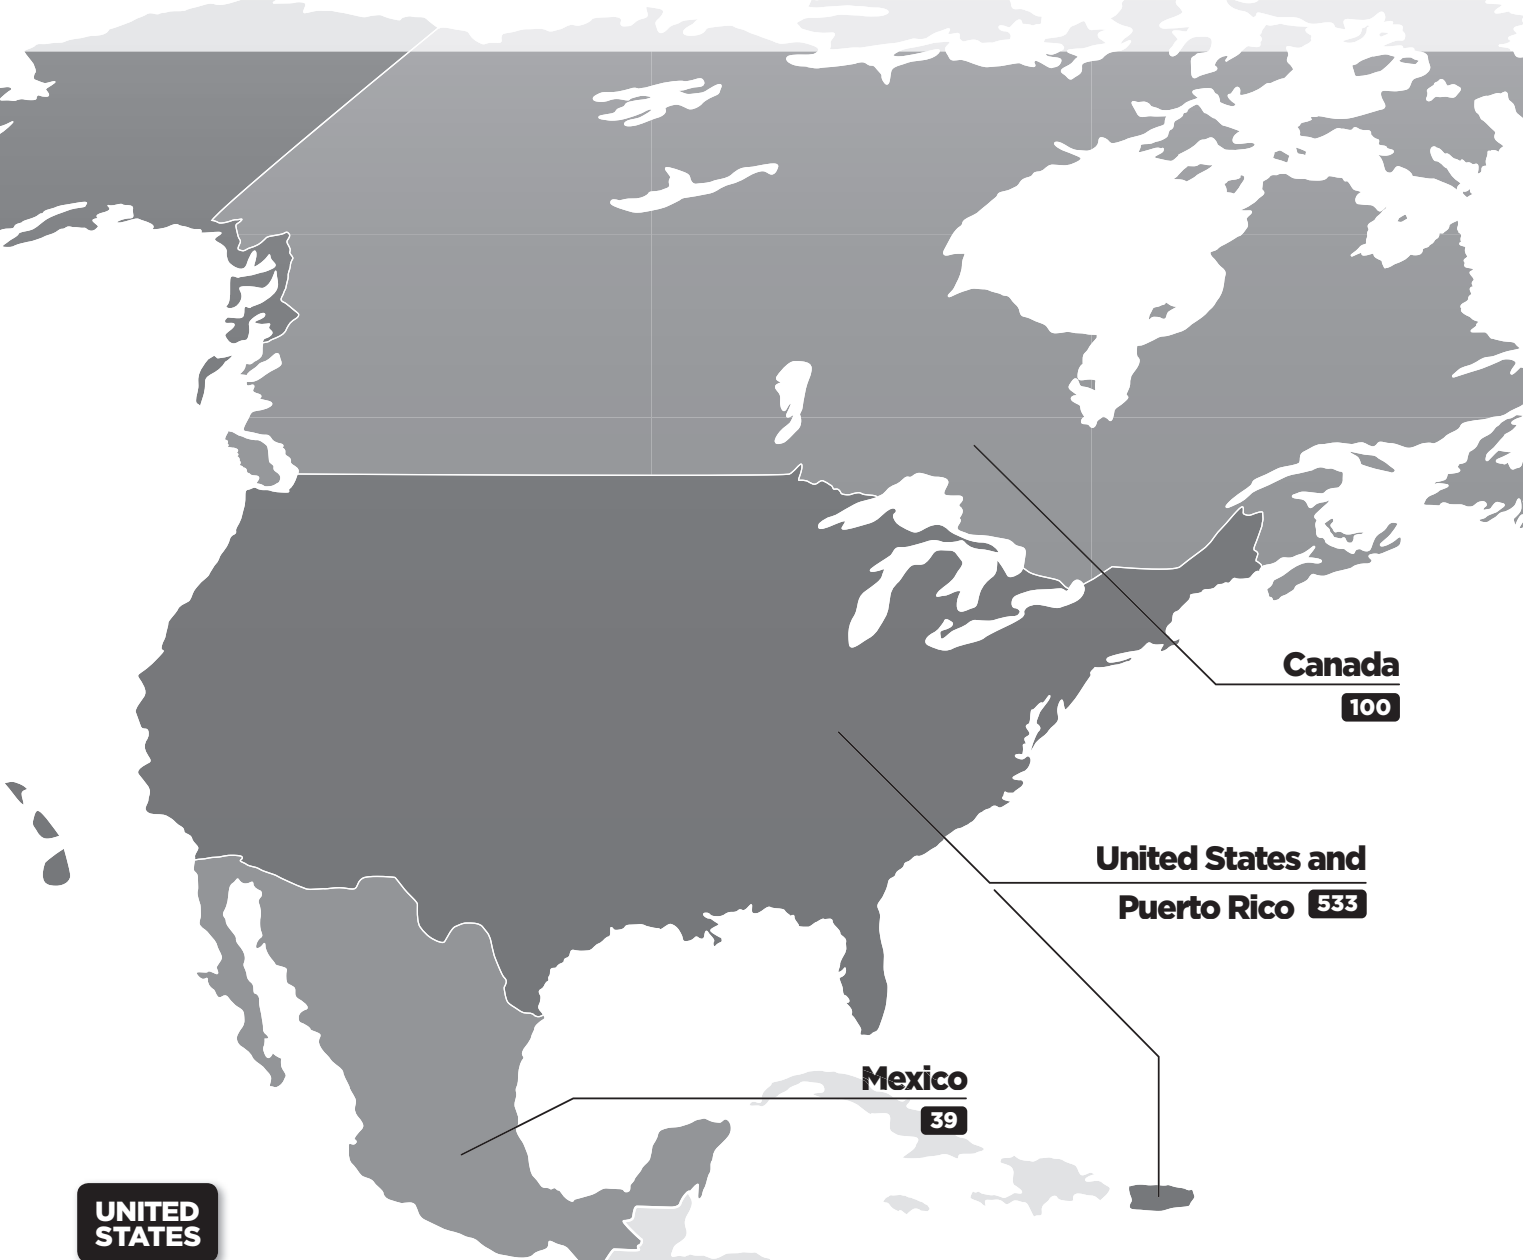 Canada
100
United States and
Puerto Rico 533
Mexico
39
UNITED
STATES